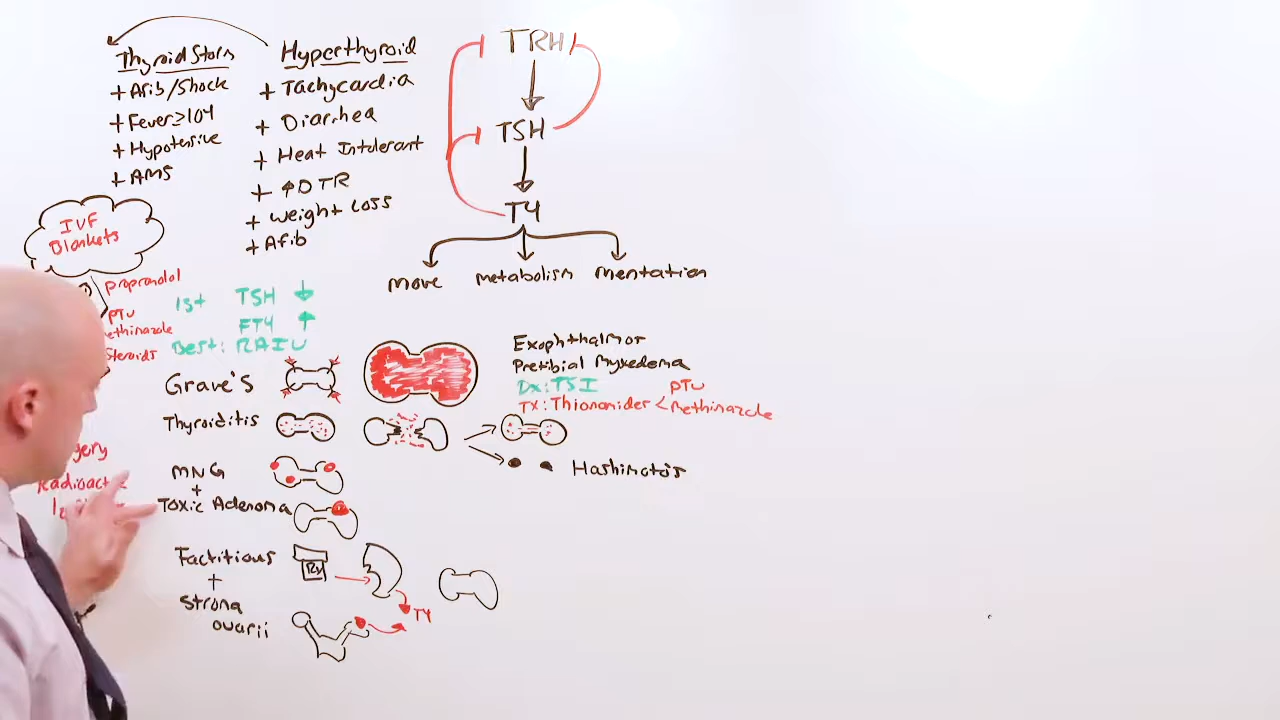 Thyroid Storm
+ Afib/Shock
+ Fever ≥104
+ Hypotensive
+ AMS
Hyperthyroid
+ Tachycardia
+ Diarrhea
+ Heat Intolerant
+ ↑DTR
+ Weight Loss
+ Afib
TRH
TSH
T4
move metabolism mentation
IVF
Blankets
propranolol
PTU
Steroids
1st TSH ↓
FT4 ↑
Best: RAIU
Grave's
Exophthalmos
Pretibial Myxedema
Dx: TSI
Tx: Thionamides < PTU
Methimazole
Thyroiditis
Hashimoto's
MNG
+
Toxic Adenoma
Factitious
+
Struma
ovarii
Rx
T4